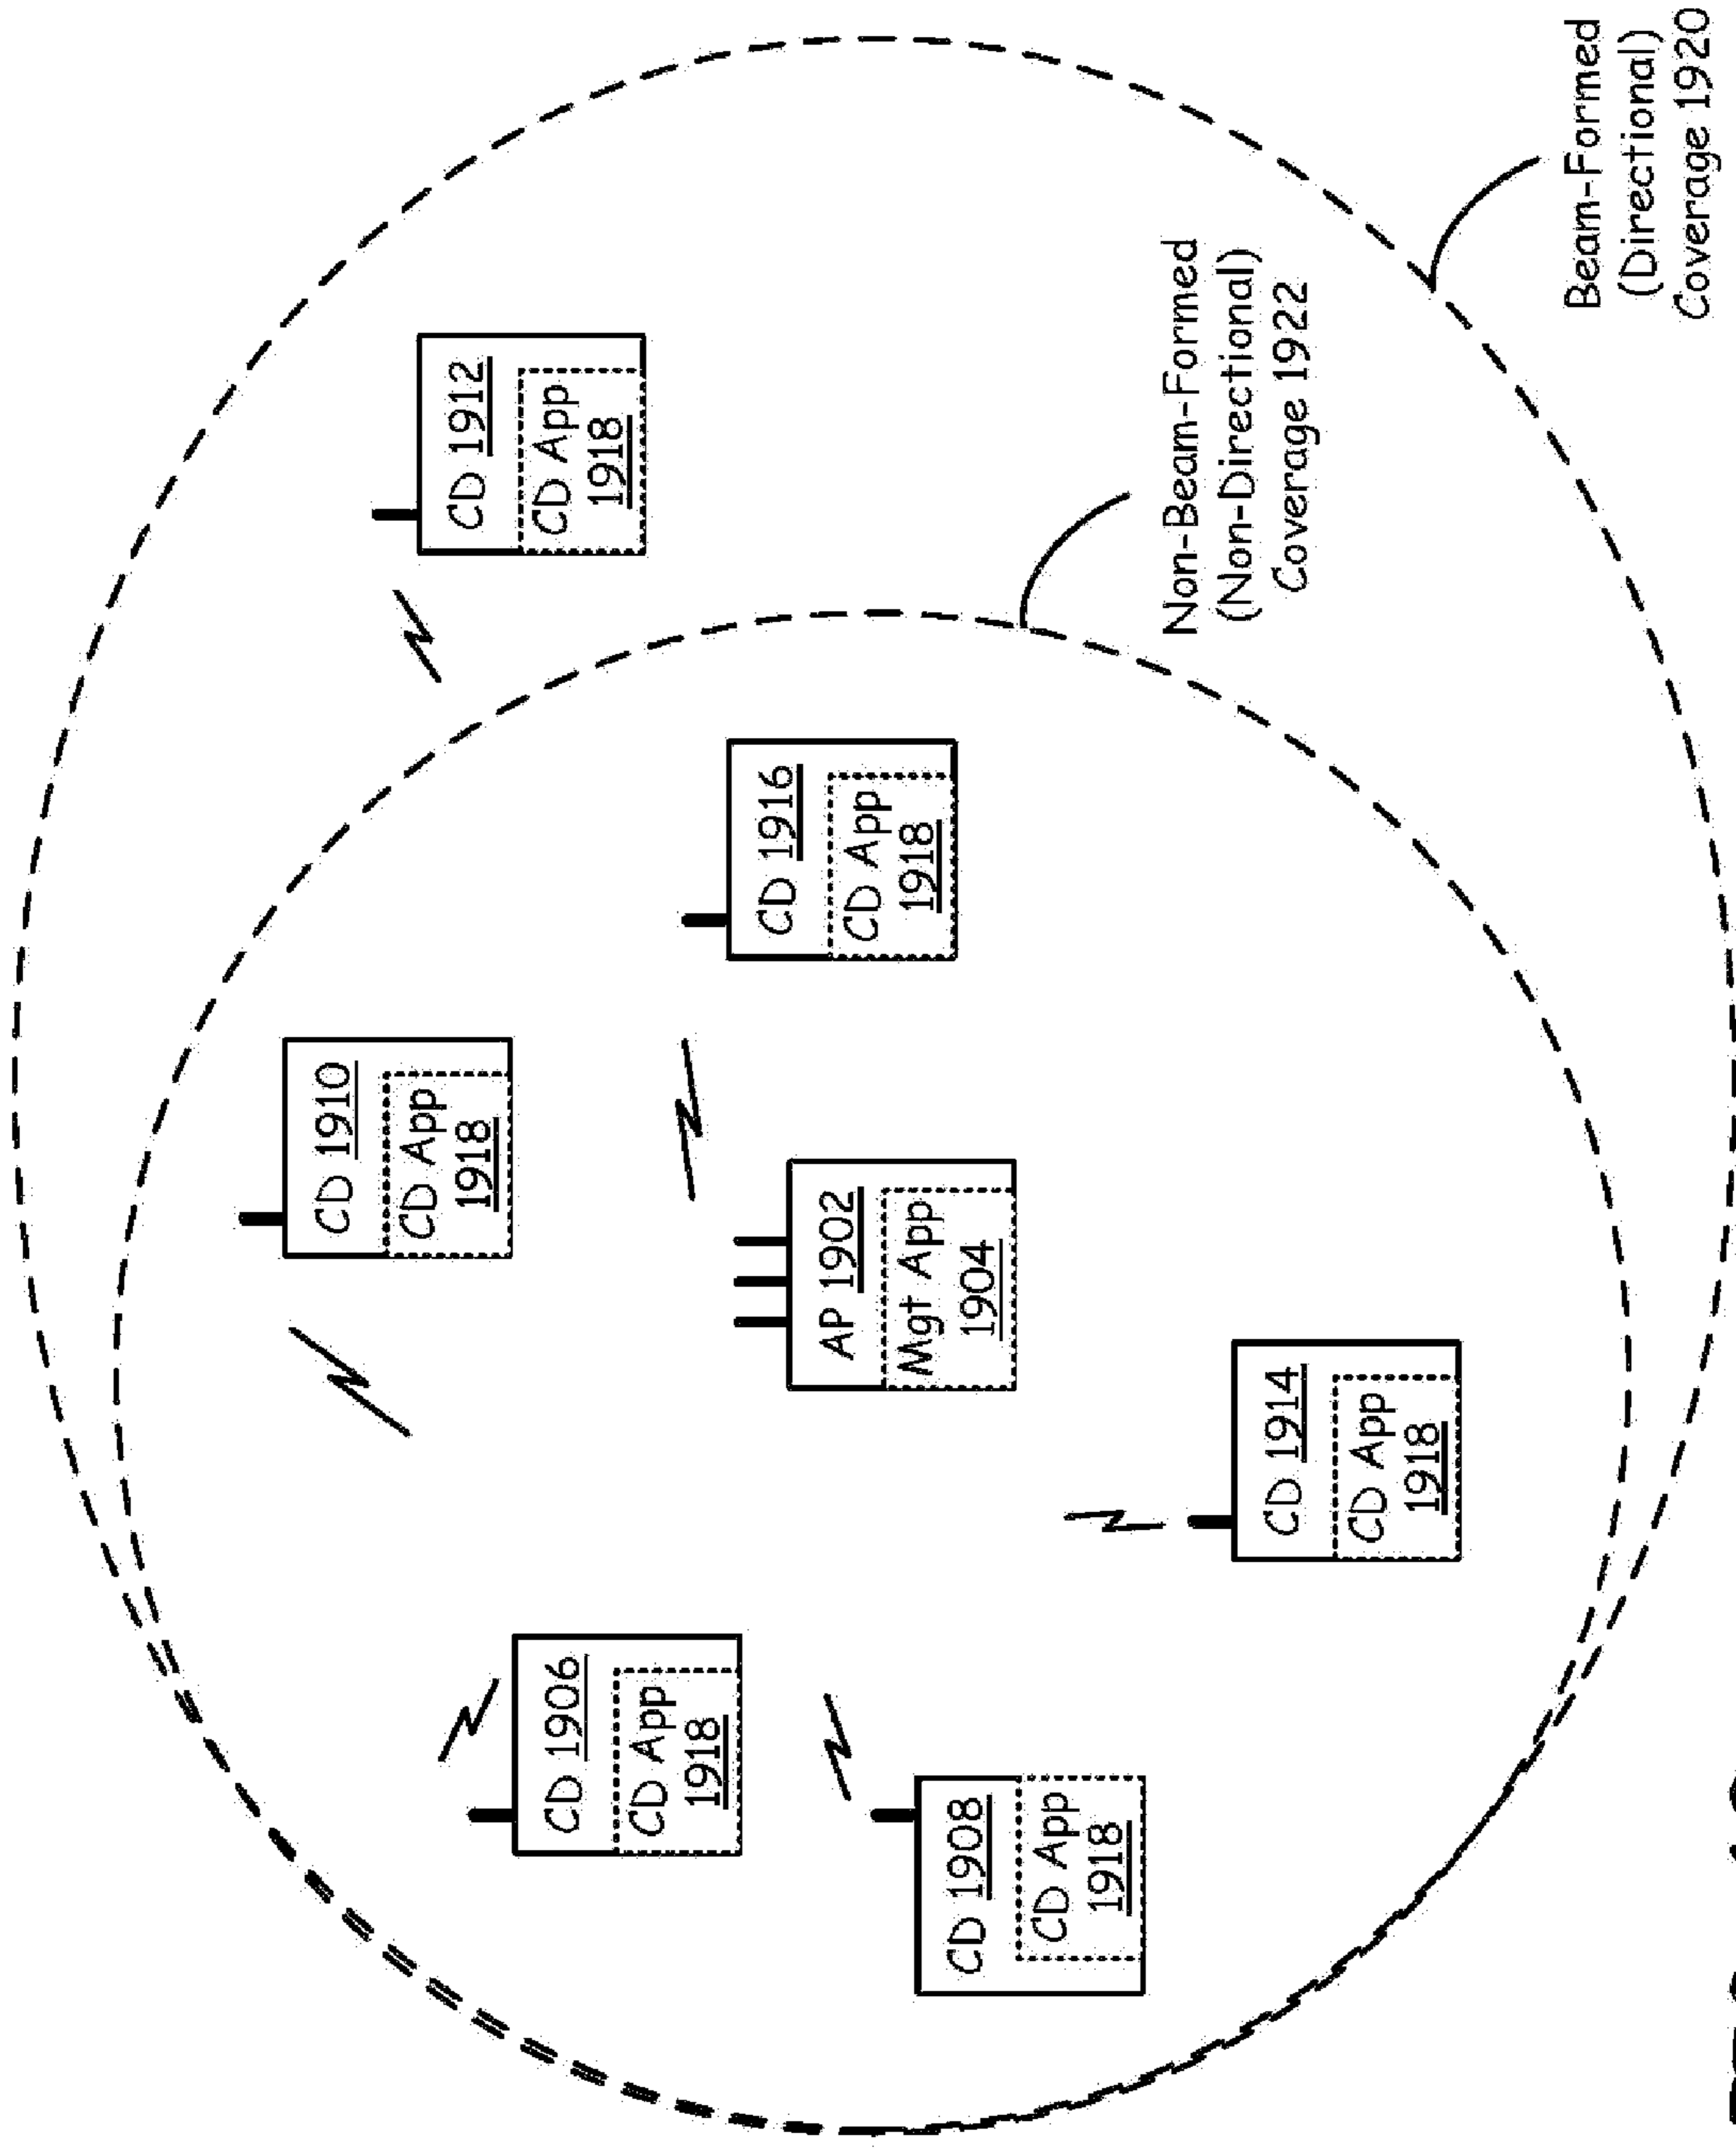 CD 1910
CD App
1918
CD 1912
CD App
1918
CD 1906
CD App
1918
CD 1916
CD App
1918
AP 1902
Mgt App
1904
CD 1908
CD App
1918
CD 1914
CD App
1918
Non-Beam-Formed
(Non-Directional)
Coverage 1922
Beam-Formed
(Directional)
Coverage 1920